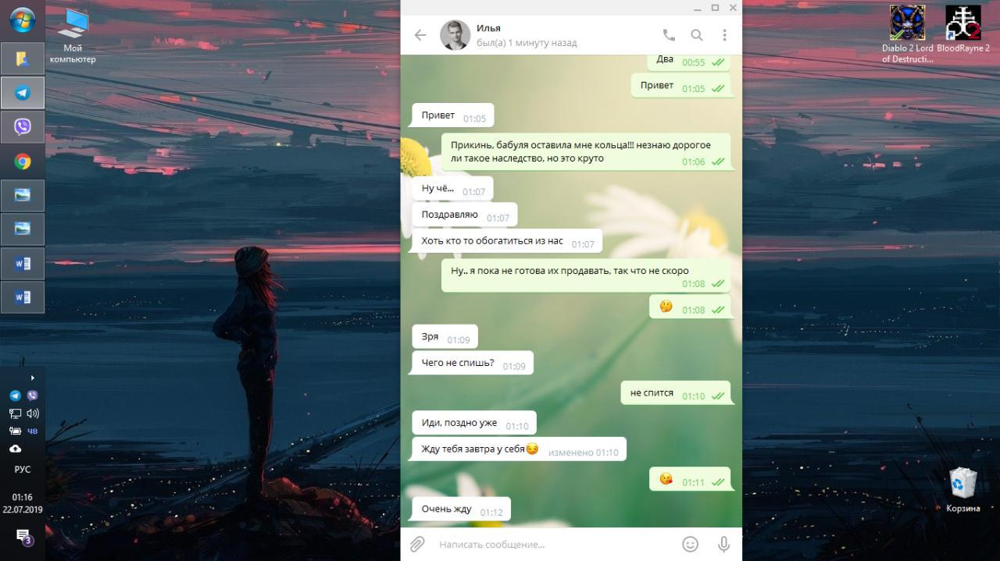 Мой
компьютер
Ч8
РУС
01:16
22.07.2019
3
Илья
был(а) 1 минуту назад
Два 00:55
Привет 01:05
Привет 01:05
Прикинь, бабуля оставила мне кольца!!! незнаю дорогое
ли такое наследство, но это круто 01:06
Ну чё... 01:07
Поздравляю 01:07
Хоть кто то обогатиться из нас 01:07
Ну.. я пока не готова их продавать, так что не скоро
01:08
🤔 01:08
Зря 01:09
Чего не спишь? 01:09
не спится 01:10
Иди, поздно уже 01:10
Жду тебя завтра у себя😏 изменено 01:10
😘 01:11
Очень жду 01:12
Написать сообщение...
Diablo 2 Lord
of Destructi...
2
BloodRayne 2
Корзина